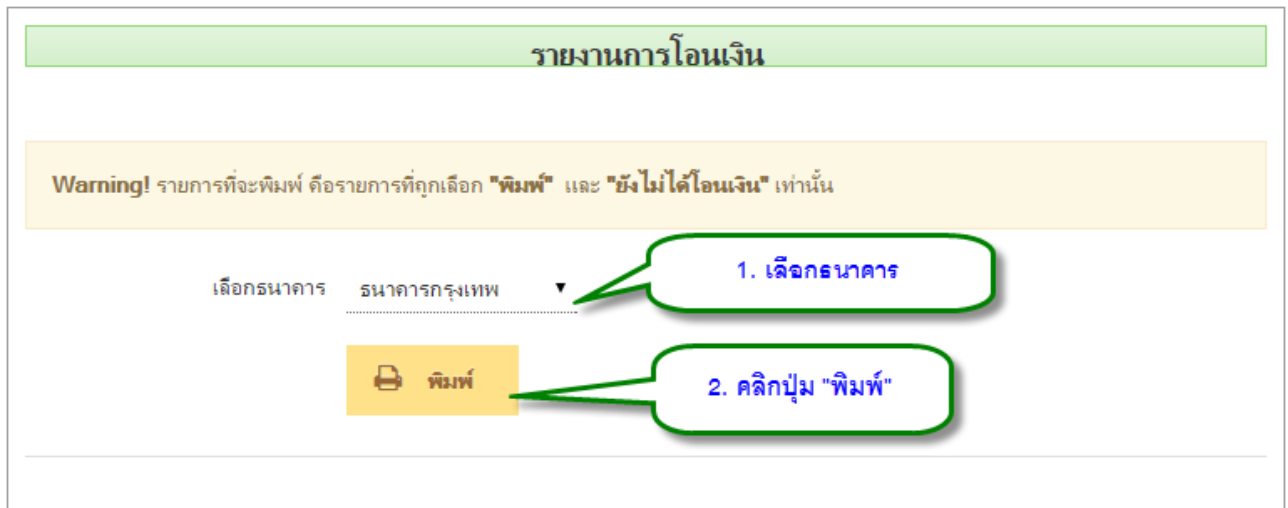 รายงานการโอนเงิน
Warning! รายการที่จะพิมพ์ คือรายการที่ถูกเลือก "พิมพ์" และ "ยังไม่ได้โอนเงิน" เท่านั้น
1. เลือกธนาคาร
เลือกธนาคาร ธนาคารกรุงเทพ
พิมพ์
2. คลิกปุ่ม "พิมพ์"